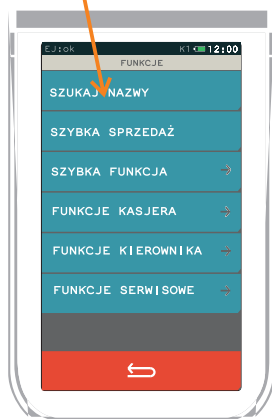 EJ:ok K1 12:00
FUNKCJE
SZUKAJ NAZWY
SZYBKA SPRZEDAŻ
SZYBKA FUNKCJA
FUNKCJE KASJERA
FUNKCJE KIEROWNIKA
FUNKCJE SERWISOWE